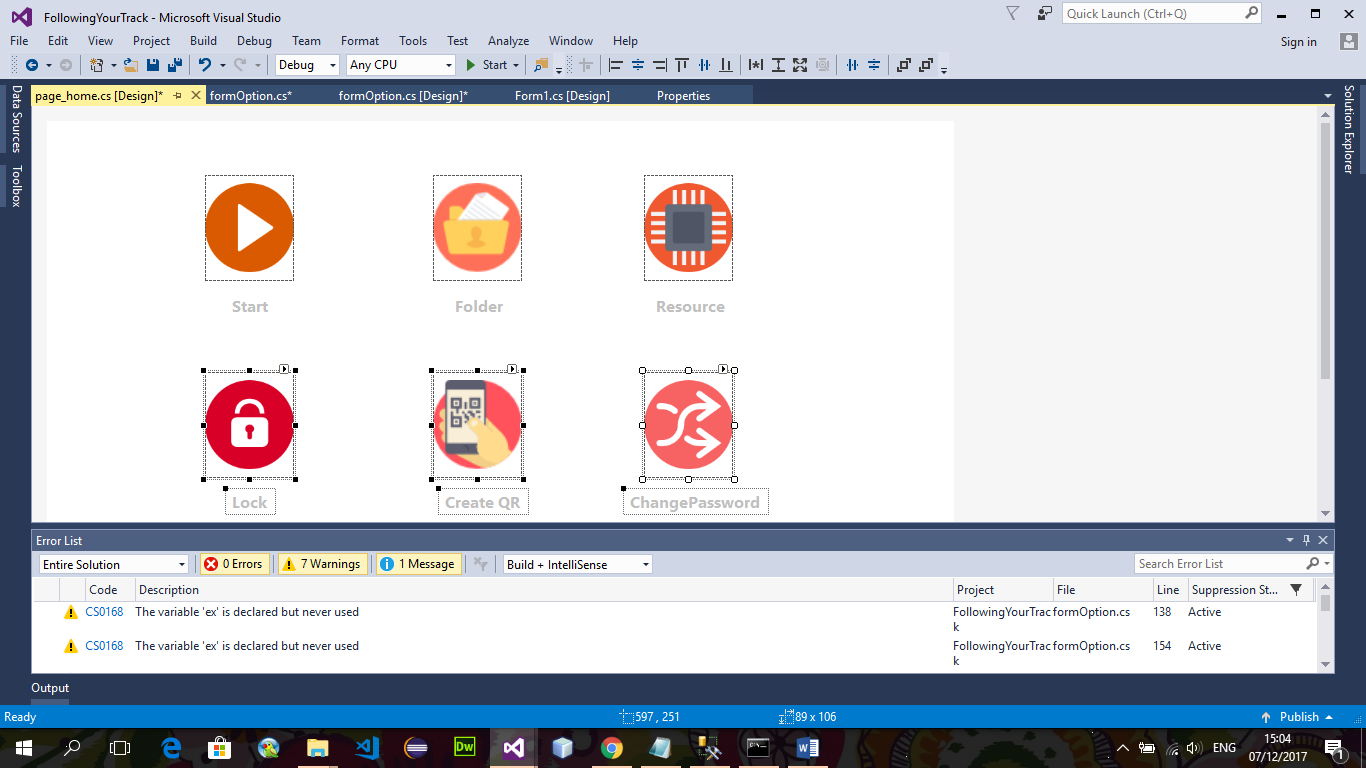 FollowingYourTrack - Microsoft Visual Studio
Quick Launch (Ctrl+Q)
File Edit View Project Build Debug Team Format Tools Test Analyze Window Help
Sign in
Debug Any CPU Start
page_home.cs [Design]* formOption.cs* formOption.cs [Design]* Form1.cs [Design] Properties
Data Sources
Toolbox
Solution Explorer
Start Folder Resource
Lock Create QR ChangePassword
Error List
Entire Solution 0 Errors 7 Warnings 1 Message Build + IntelliSense Search Error List
Code Description Project File Line Suppression St...
CS0168 The variable 'ex' is declared but never used FollowingYourTrac formOption.cs 138 Active
k
CS0168 The variable 'ex' is declared but never used FollowingYourTrac formOption.cs 154 Active
k
Output
Ready 597 , 251 89 x 106 Publish
Dw
ENG
15:04
07/12/2017
1